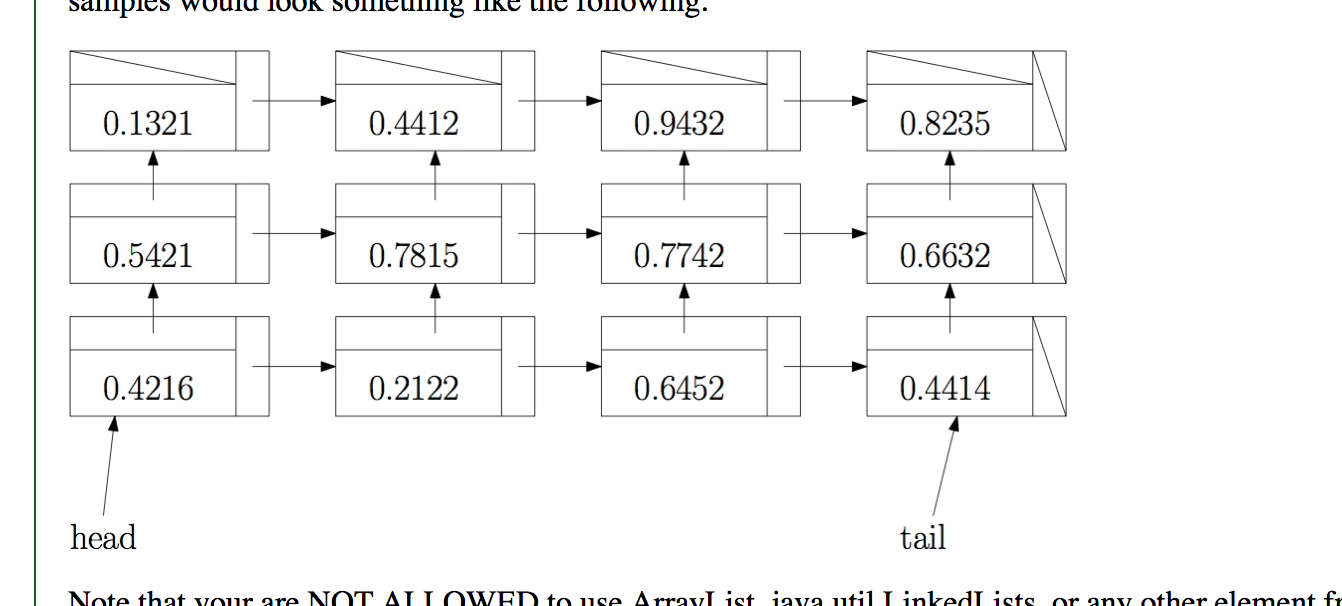 samples would look something like the following:
0.1321 0.4412 0.9432 0.8235
0.5421 0.7815 0.7742 0.6632
0.4216 0.2122 0.6452 0.4414
head tail
Note that your are NOT ALLOWED to use ArrayList, java.util.LinkedLists, or any other element